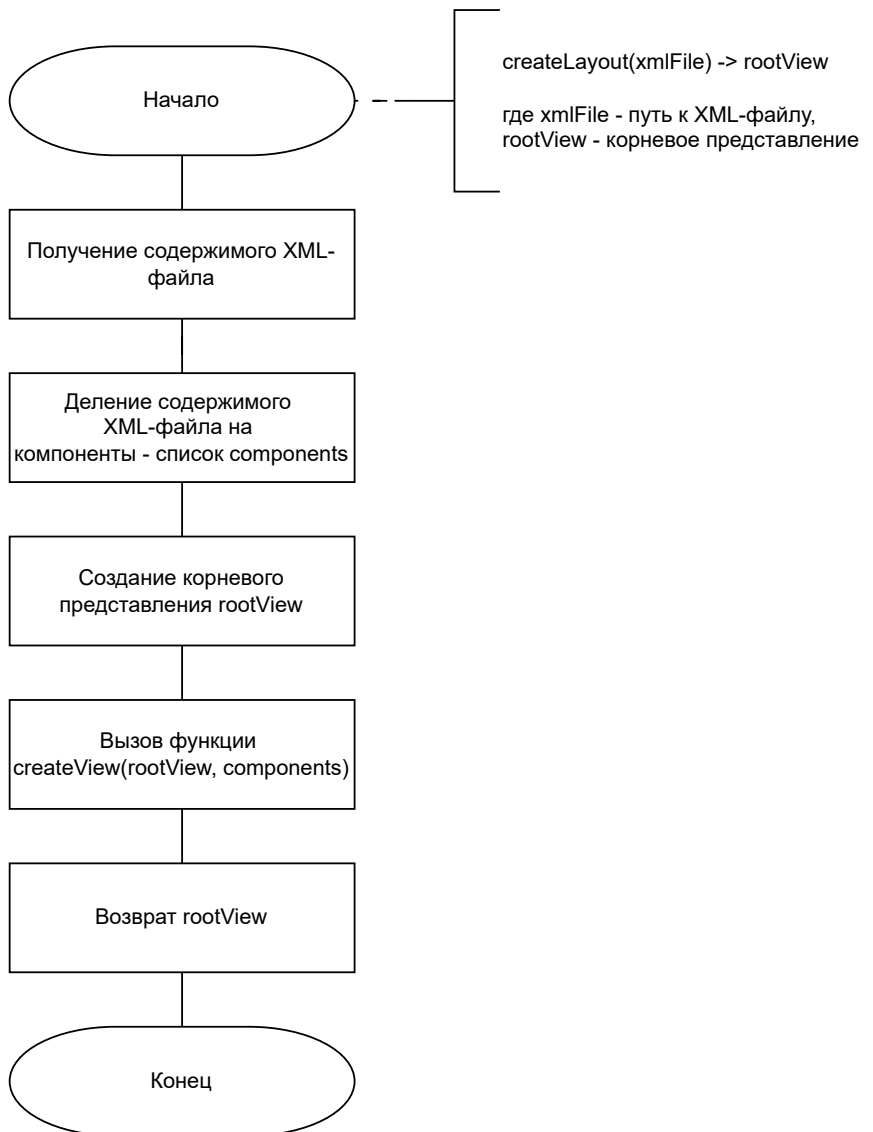 Начало
createLayout(xmlFile) -> rootView
где xmlFile - путь к XML-файлу,
rootView - корневое представление
Получение содержимого XML-
файла
Деление содержимого
XML-файла на
компоненты - список components
Создание корневого
представления rootView
Вызов функции
createView(rootView, components)
Возврат rootView
Конец